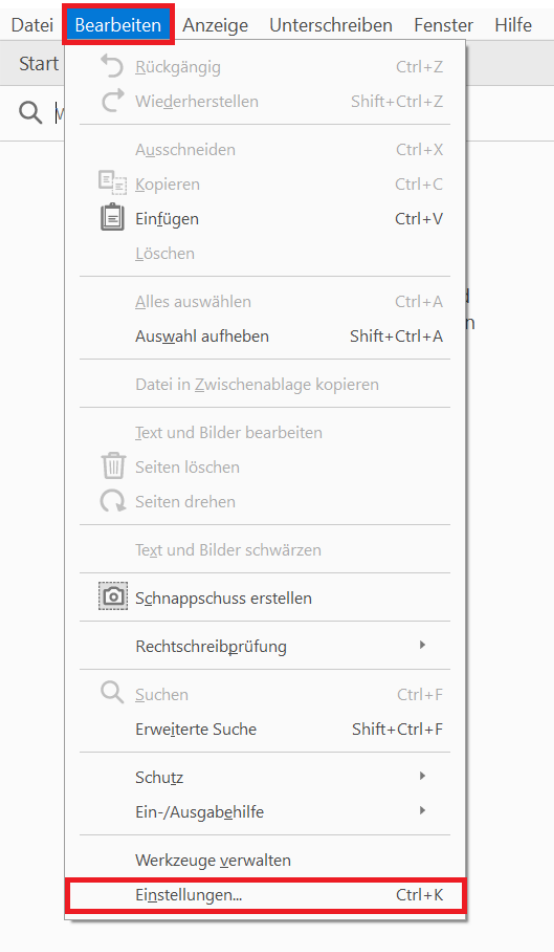 Datei Bearbeiten Anzeige Unterschreiben Fenster Hilfe
Start
Rückgängig Ctrl+Z
Wiederherstellen Shift+Ctrl+Z
Ausschneiden Ctrl+X
Kopieren Ctrl+C
Einfügen Ctrl+V
Löschen
Alles auswählen Ctrl+A
Auswahl aufheben Shift+Ctrl+A
Datei in Zwischenablage kopieren
Text und Bilder bearbeiten
Seiten löschen
Seiten drehen
Text und Bilder schwärzen
Schnappschuss erstellen
Rechtschreibprüfung
Suchen Ctrl+F
Erweiterte Suche Shift+Ctrl+F
Schutz
Ein-/Ausgabehilfe
Werkzeuge verwalten
Einstellungen... Ctrl+K